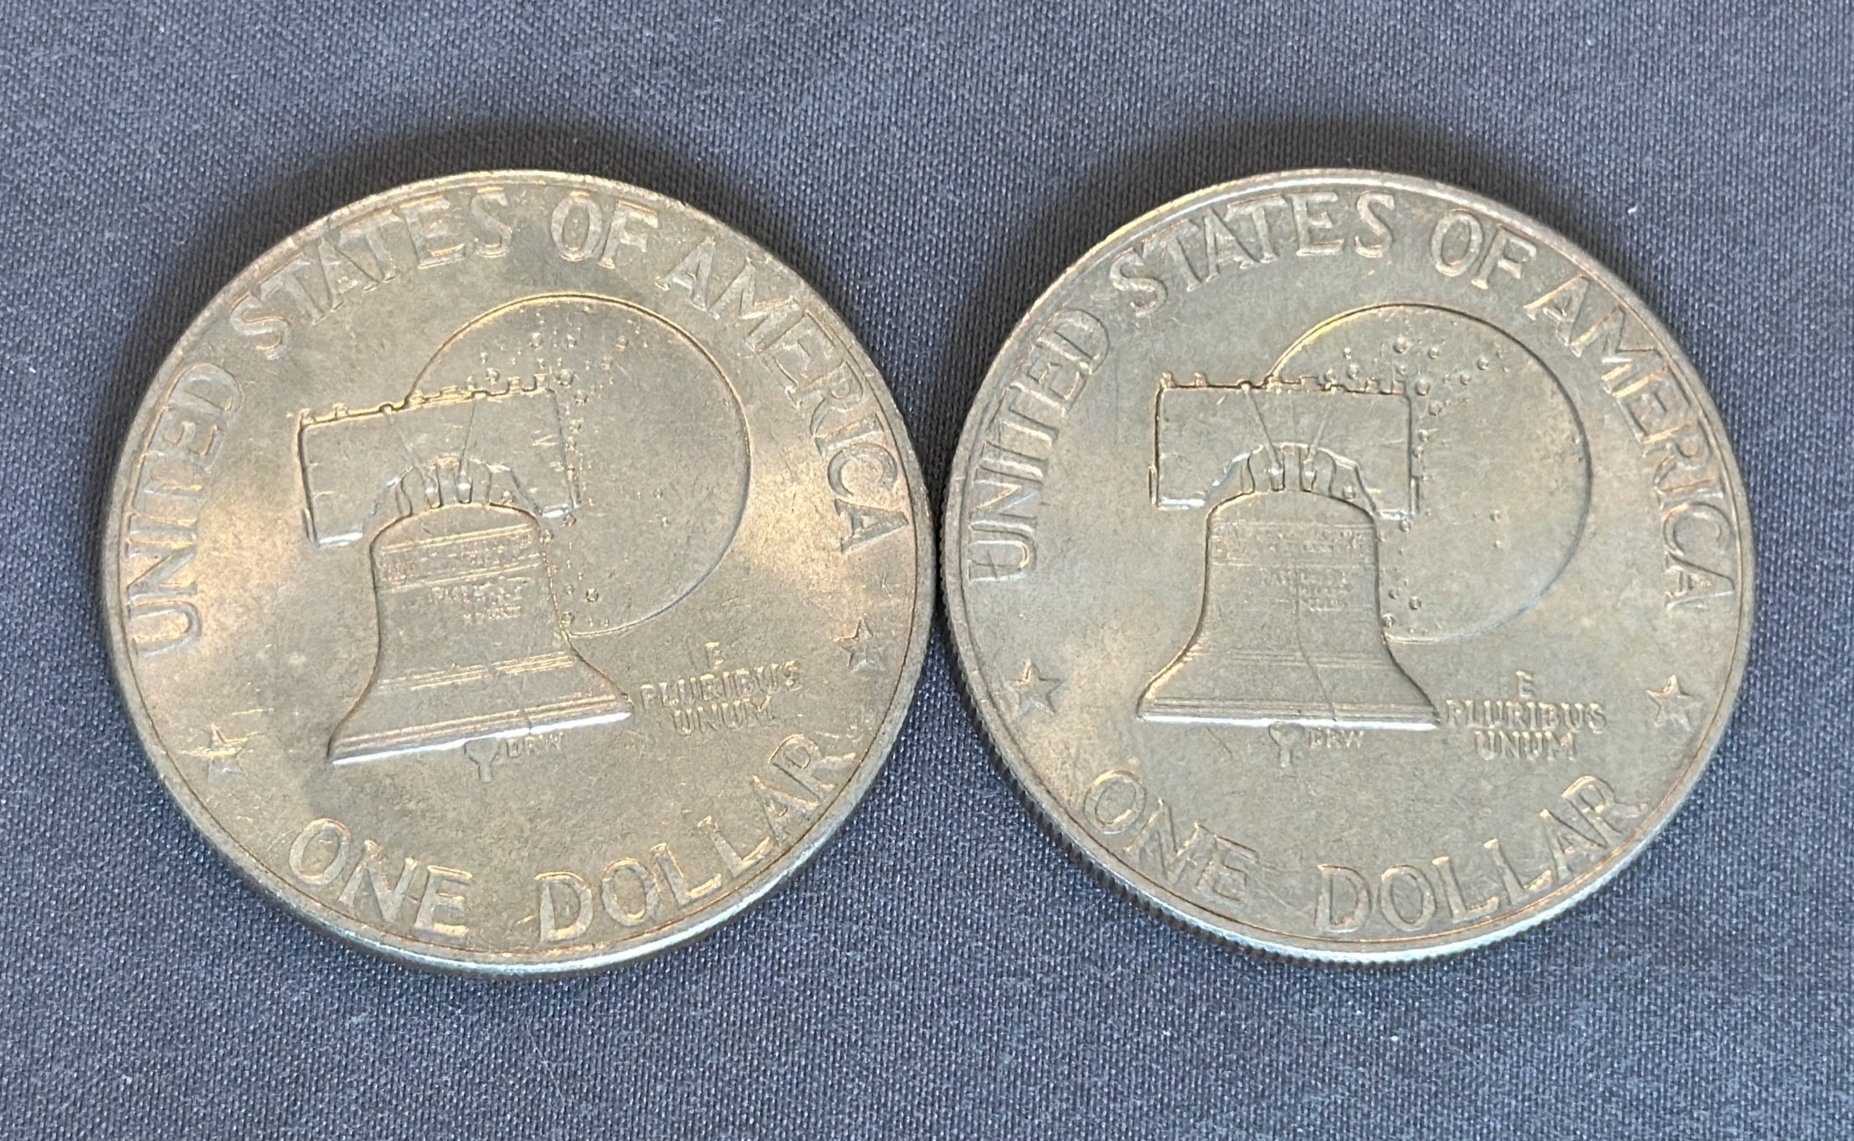 UNITED STATES OF AMERICA
E
PLURIBUS
UNUM
DRW
ONE DOLLAR
UNITED STATES OF AMERICA
E
PLURIBUS
UNUM
DRW
ONE DOLLAR